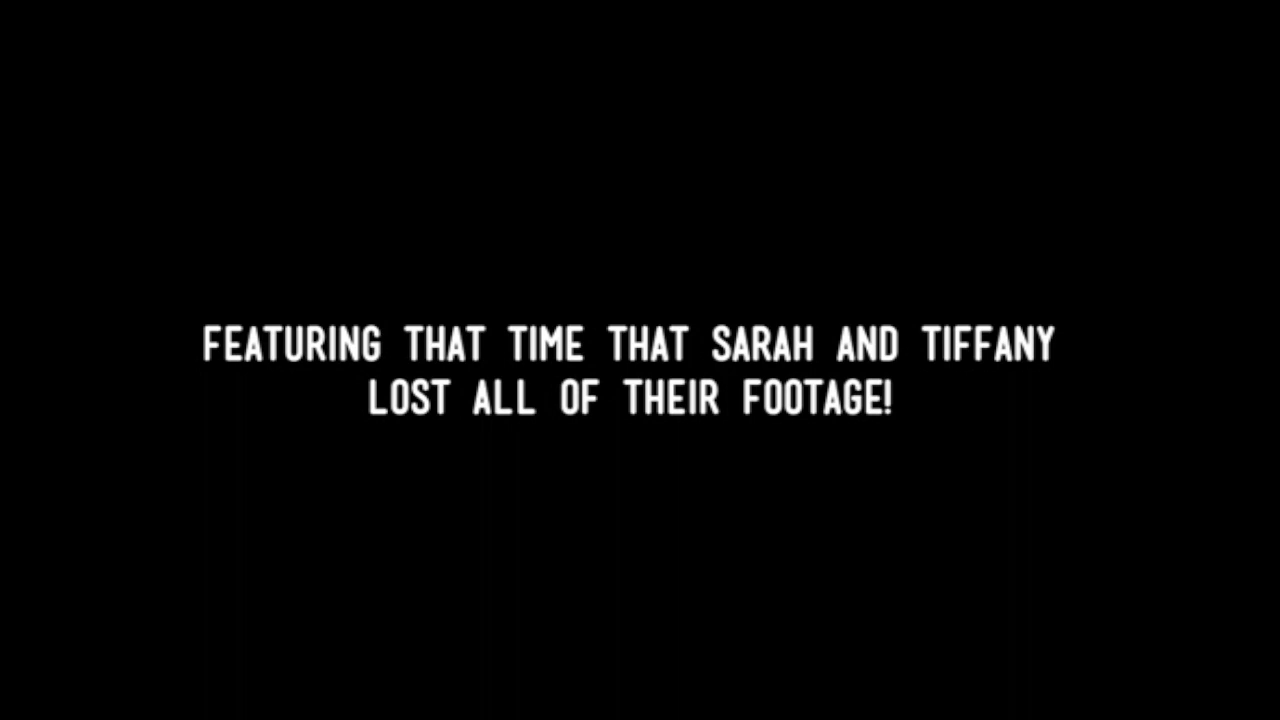 FEATURING THAT TIME THAT SARAH AND TIFFANY
LOST ALL OF THEIR FOOTAGE!